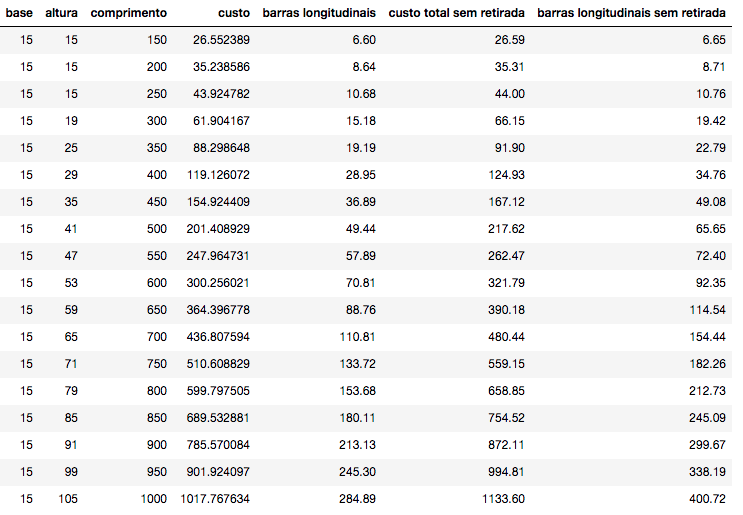 base altura comprimento custo barras longitudinais custo total sem retirada barras longitudinais sem retirada
15 15 150 26.552389 6.60 26.59 6.65
15 15 200 35.238586 8.64 35.31 8.71
15 15 250 43.924782 10.68 44.00 10.76
15 19 300 61.904167 15.18 66.15 19.42
15 25 350 88.298648 19.19 91.90 22.79
15 29 400 119.126072 28.95 124.93 34.76
15 35 450 154.924409 36.89 167.12 49.08
15 41 500 201.408929 49.44 217.62 65.65
15 47 550 247.964731 57.89 262.47 72.40
15 53 600 300.256021 70.81 321.79 92.35
15 59 650 364.396778 88.76 390.18 114.54
15 65 700 436.807594 110.81 480.44 154.44
15 71 750 510.608829 133.72 559.15 182.26
15 79 800 599.797505 153.68 658.85 212.73
15 85 850 689.532881 180.11 754.52 245.09
15 91 900 785.570084 213.13 872.11 299.67
15 99 950 901.924097 245.30 994.81 338.19
15 105 1000 1017.767634 284.89 1133.60 400.72